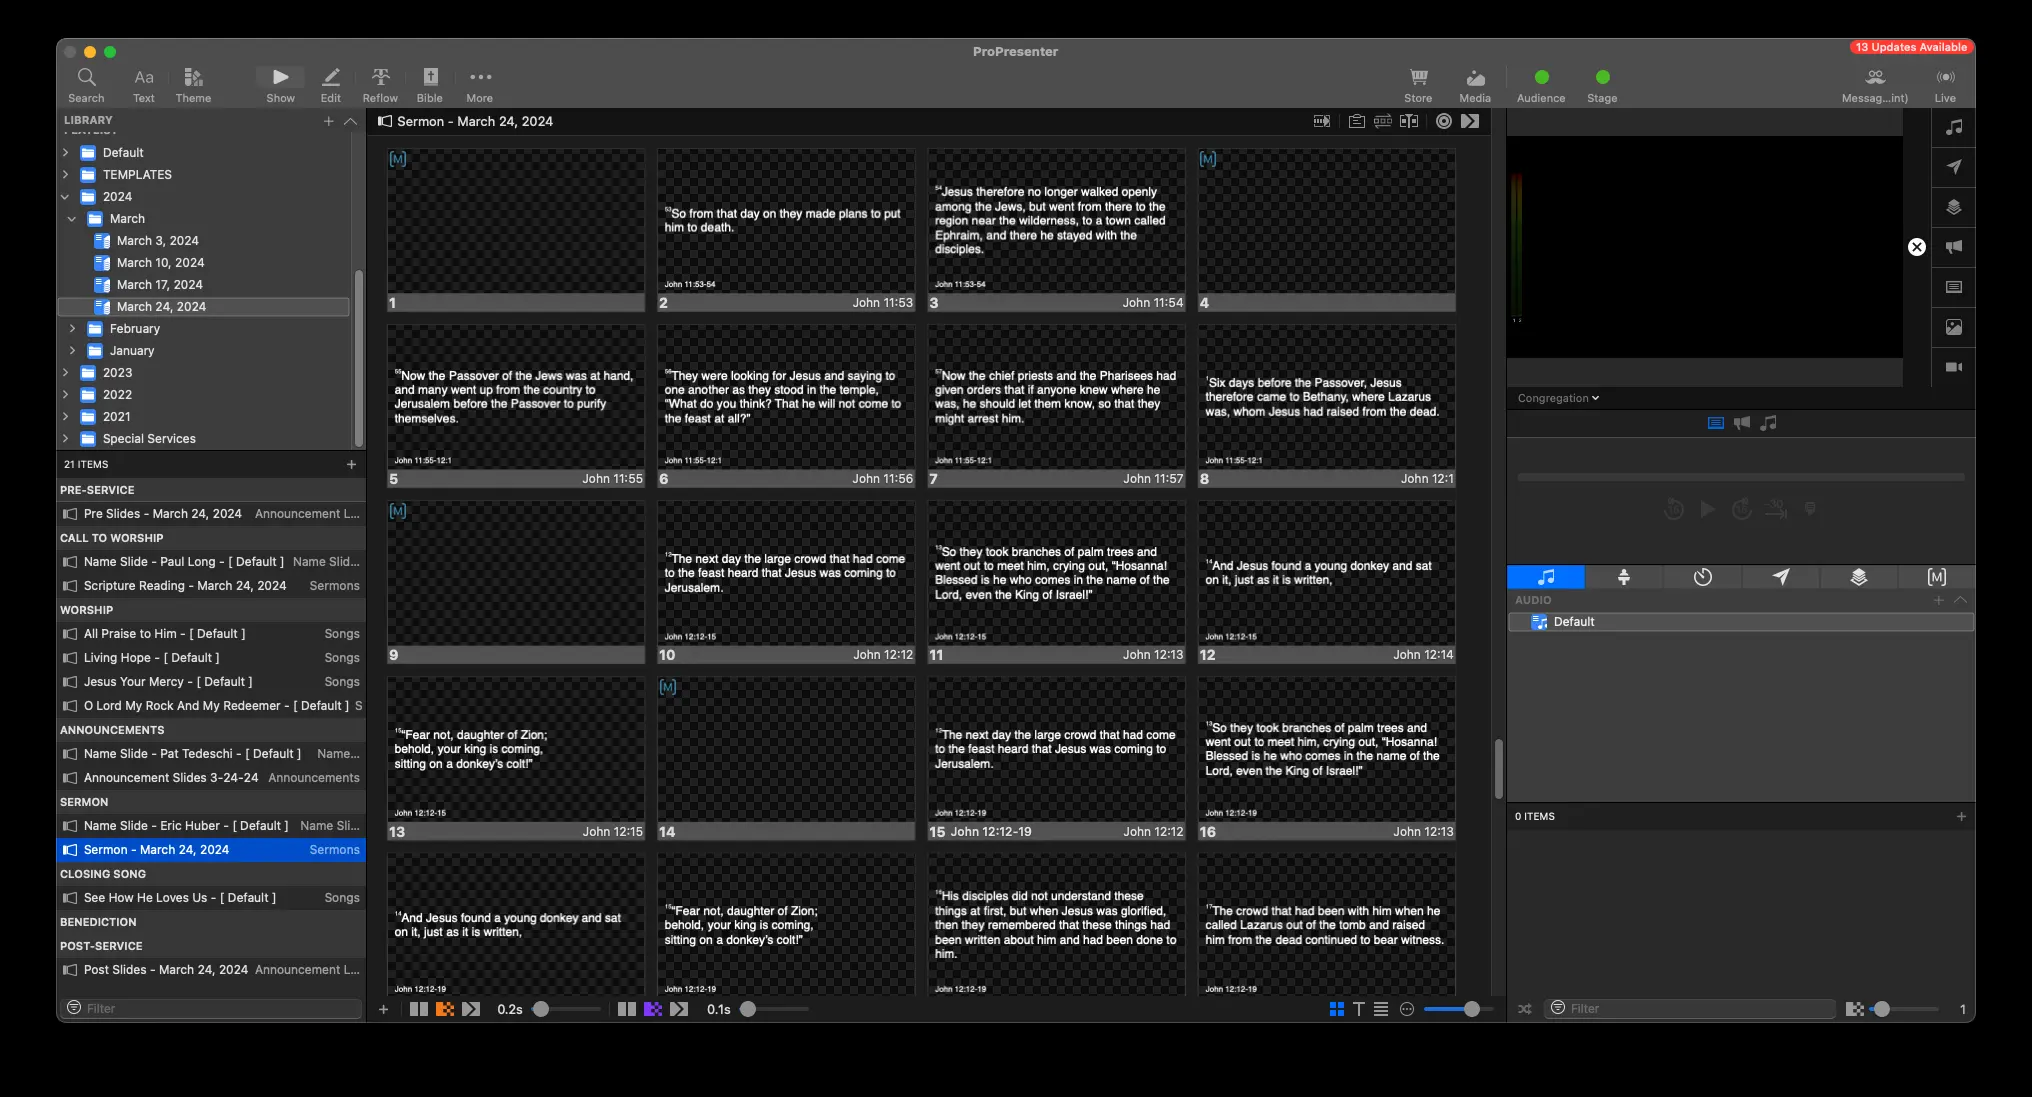 ProPresenter
13 Updates Available
Search
Text
Theme
Show
Edit
Reflow
Bible
More
Store
Media
Audience
Stage
Messag...int)
Live
LIBRARY
Default
TEMPLATES
2024
March
March 3, 2024
March 10, 2024
March 17, 2024
March 24, 2024
February
January
2023
2022
2021
Special Services
21 ITEMS
PRE-SERVICE
Pre Slides - March 24, 2024 Announcement L...
CALL TO WORSHIP
Name Slide - Paul Long - [ Default ] Name Slid...
Scripture Reading - March 24, 2024 Sermons
WORSHIP
All Praise to Him - [ Default ] Songs
Living Hope - [ Default ] Songs
Jesus Your Mercy - [ Default ] Songs
O Lord My Rock And My Redeemer - [ Default ] S
ANNOUNCEMENTS
Name Slide - Pat Tedeschi - [ Default ] Name...
Announcement Slides 3-24-24 Announcements
SERMON
Name Slide - Eric Huber - [ Default ] Name Sli...
Sermon - March 24, 2024 Sermons
CLOSING SONG
See How He Loves Us - [ Default ] Songs
BENEDICTION
POST-SERVICE
Post Slides - March 24, 2024 Announcement L...
Filter
Sermon - March 24, 2024
[M]
1
53So from that day on they made plans to put
him to death.
John 11:53-54
2 John 11:53
54Jesus therefore no longer walked openly
among the Jews, but went from there to the
region near the wilderness, to a town called
Ephraim, and there he stayed with the
disciples.
John 11:53-54
3 John 11:54
[M]
4
55Now the Passover of the Jews was at hand,
and many went up from the country to
Jerusalem before the Passover to purify
themselves.
John 11:55-12:1
5 John 11:55
56They were looking for Jesus and saying to
one another as they stood in the temple,
“What do you think? That he will not come to
the feast at all?”
John 11:55-12:1
6 John 11:56
57Now the chief priests and the Pharisees had
given orders that if anyone knew where he
was, he should let them know, so that they
might arrest him.
John 11:55-12:1
7 John 11:57
1Six days before the Passover, Jesus
therefore came to Bethany, where Lazarus
was, whom Jesus had raised from the dead.
John 11:55-12:1
8 John 12:1
[M]
9
12The next day the large crowd that had come
to the feast heard that Jesus was coming to
Jerusalem.
John 12:12-15
10 John 12:12
13So they took branches of palm trees and
went out to meet him, crying out, “Hosanna!
Blessed is he who comes in the name of the
Lord, even the King of Israel!”
John 12:12-15
11 John 12:13
14And Jesus found a young donkey and sat
on it, just as it is written,
John 12:12-15
12 John 12:14
15“Fear not, daughter of Zion;
behold, your king is coming,
sitting on a donkey’s colt!”
John 12:12-15
13 John 12:15
[M]
14
12The next day the large crowd that had come
to the feast heard that Jesus was coming to
Jerusalem.
John 12:12-19
15 John 12:12-19 John 12:12
13So they took branches of palm trees and
went out to meet him, crying out, “Hosanna!
Blessed is he who comes in the name of the
Lord, even the King of Israel!”
John 12:12-19
16 John 12:13
14And Jesus found a young donkey and sat
on it, just as it is written,
John 12:12-19
15“Fear not, daughter of Zion;
behold, your king is coming,
sitting on a donkey’s colt!”
John 12:12-19
16His disciples did not understand these
things at first, but when Jesus was glorified,
then they remembered that these things had
been written about him and had been done to
him.
John 12:12-19
17The crowd that had been with him when he
called Lazarus out of the tomb and raised
him from the dead continued to bear witness.
John 12:12-19
0.2s
0.1s
Congregation
[M]
AUDIO
Default
0 ITEMS
Filter
1